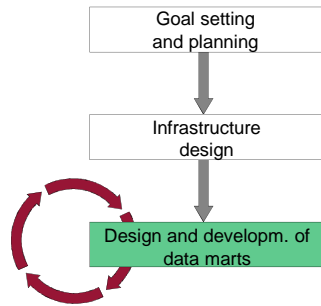 Goal setting
and planning
Infrastructure
design
Design and developm. of
data marts